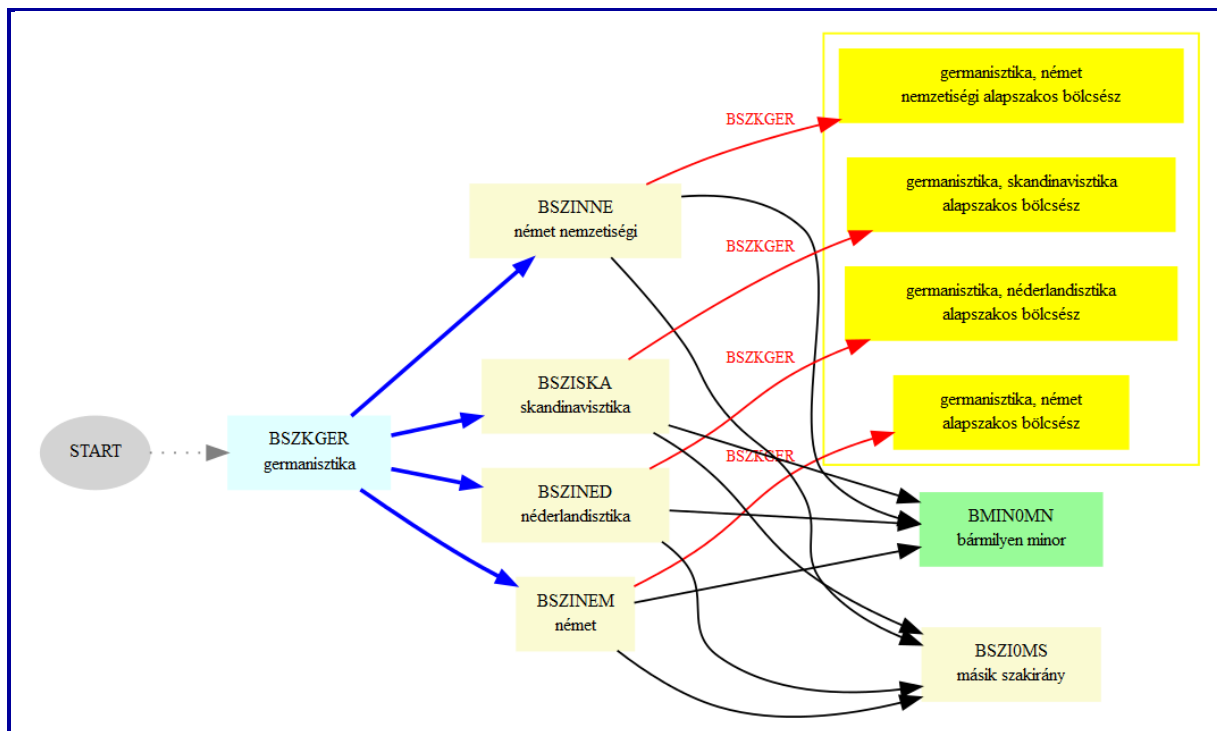 START
BSZKGER
germanisztika
BSZINNE
német nemzetiségi
BSZISKA
skandinavisztika
BSZINED
néderlandisztika
BSZINEM
német
BSZKGER
BSZKGER
BSZKGER
BSZKGER
germanisztika, német
nemzetiségi alapszakos bölcsész
germanisztika, skandinavisztika
alapszakos bölcsész
germanisztika, néderlandisztika
alapszakos bölcsész
germanisztika, német
alapszakos bölcsész
BMIN0MN
bármilyen minor
BSZI0MS
másik szakirány